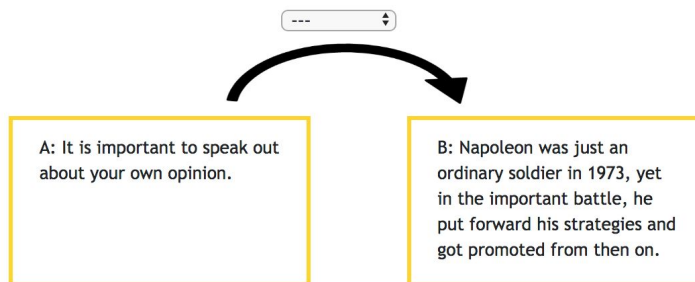 ---
A: It is important to speak out
about your own opinion.
B: Napoleon was just an
ordinary soldier in 1973, yet
in the important battle, he
put forward his strategies and
got promoted from then on.